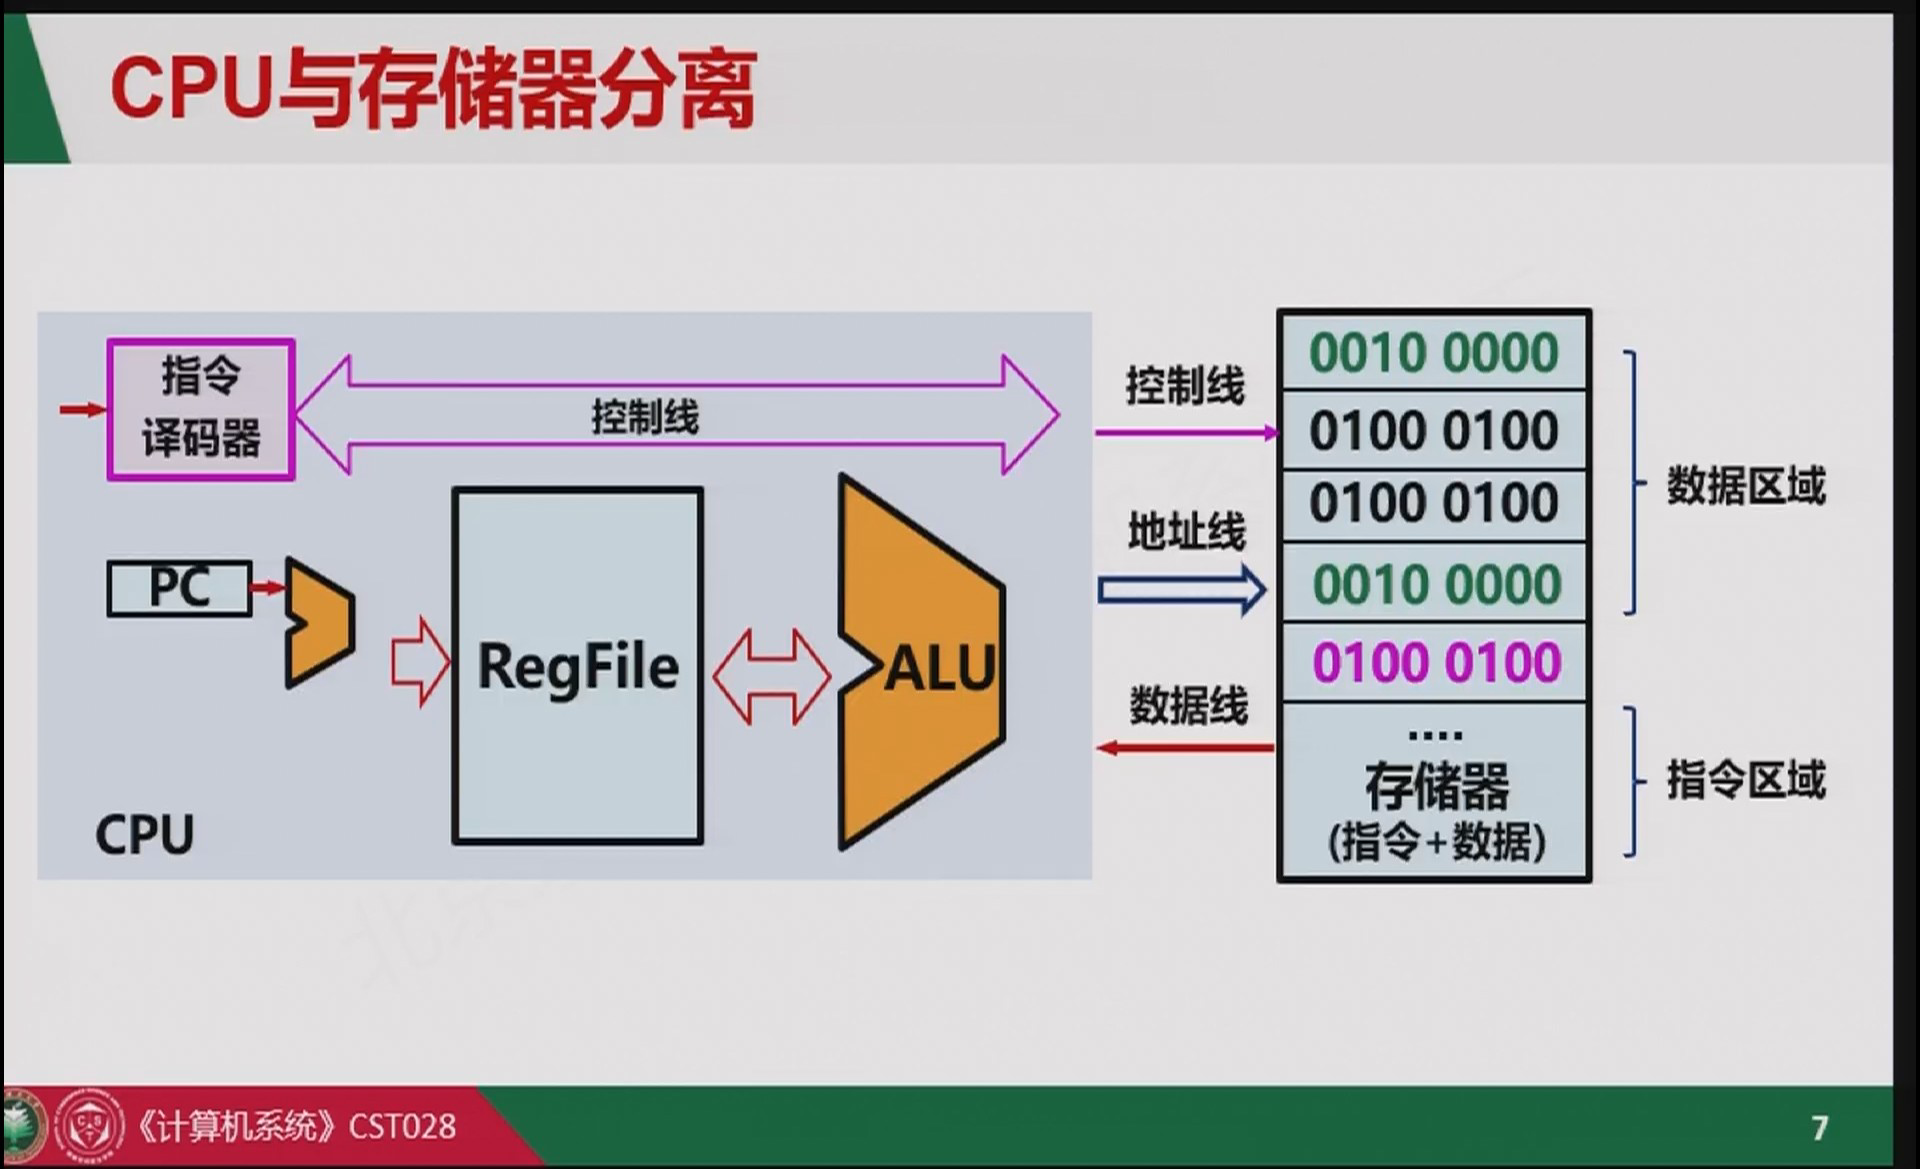 CPU与存储器分离
指令
译码器
控制线
PC
RegFile
ALU
CPU
控制线
地址线
数据线
0010 0000
0100 0100
0100 0100
0010 0000
0100 0100
....
存储器
(指令+数据)
数据区域
指令区域
《计算机系统》CST028
7